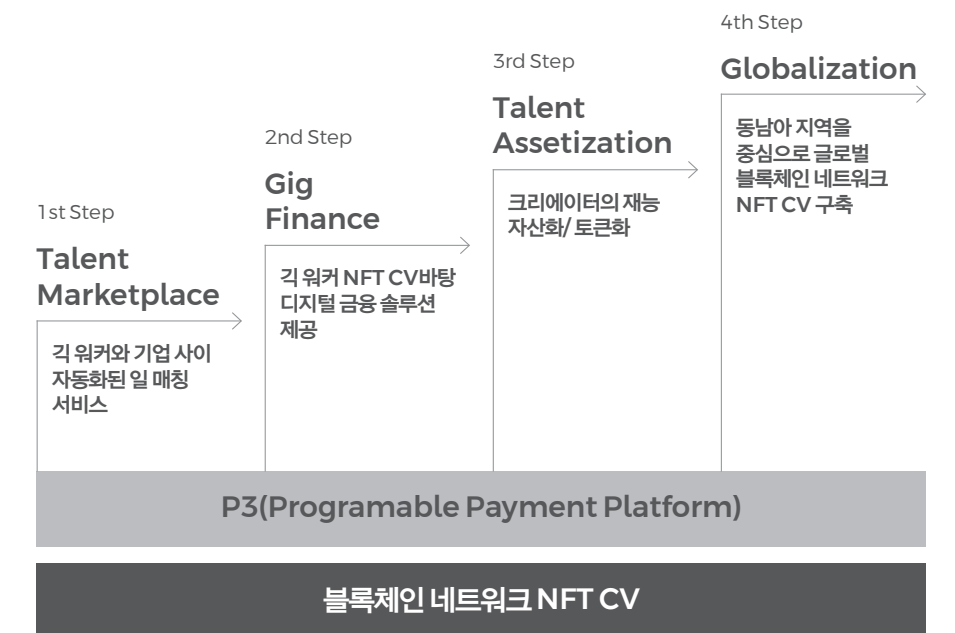 1st Step
Talent
Marketplace
긱 워커와 기업 사이
자동화된 일 매칭
서비스
2nd Step
Gig
Finance
긱 워커 NFT CV바탕
디지털 금융 솔루션
제공
3rd Step
Talent
Assetization
크리에이터의 재능
자산화/ 토큰화
4th Step
Globalization
동남아 지역을
중심으로 글로벌
블록체인 네트워크
NFT CV 구축
P3(Programable Payment Platform)
블록체인 네트워크 NFT CV